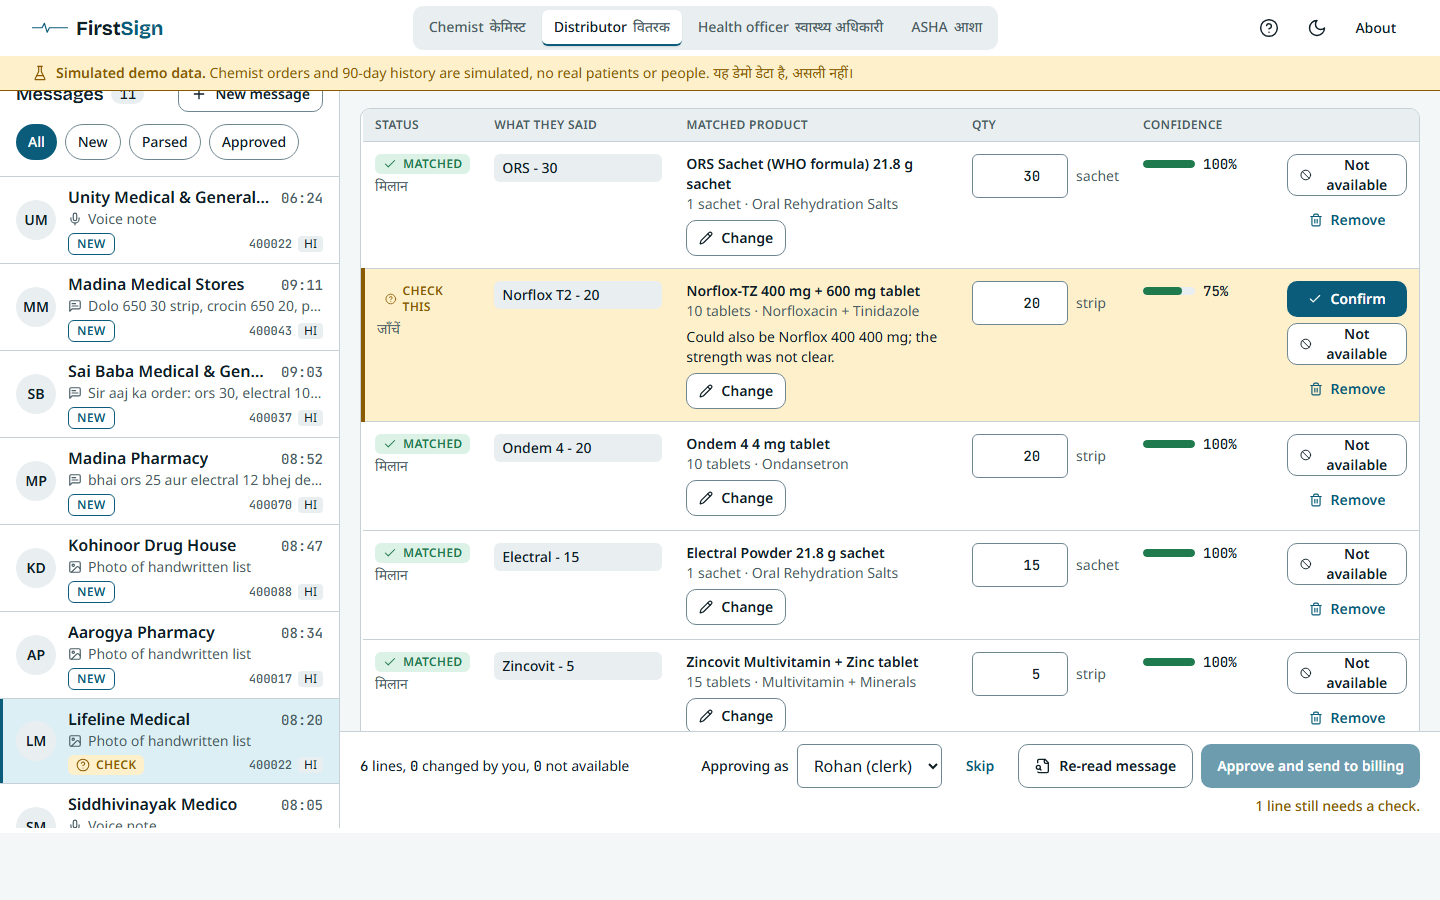 FirstSign
Chemist केमिस्ट
Distributor वितरक
Health officer स्वास्थ्य अधिकारी
ASHA आशा
About
Simulated demo data. Chemist orders and 90-day history are simulated, no real patients or people. यह डेमो डेटा है, असली नहीं।
Messages 11
New message
All
New
Parsed
Approved
UM
Unity Medical & General... 06:24
Voice note
NEW 400022 HI
MM
Madina Medical Stores 09:11
Dolo 650 30 strip, crocin 650 20, p...
NEW 400043 HI
SB
Sai Baba Medical & Gen... 09:03
Sir aaj ka order: ors 30, electral 10...
NEW 400037 HI
MP
Madina Pharmacy 08:52
bhai ors 25 aur electral 12 bhej de...
NEW 400070 HI
KD
Kohinoor Drug House 08:47
Photo of handwritten list
NEW 400088 HI
AP
Aarogya Pharmacy 08:34
Photo of handwritten list
NEW 400017 HI
LM
Lifeline Medical 08:20
Photo of handwritten list
CHECK 400022 HI
SM
Siddhivinayak Medico 08:05
Voice note
STATUS WHAT THEY SAID MATCHED PRODUCT QTY CONFIDENCE
MATCHED
मिलान
ORS - 30
ORS Sachet (WHO formula) 21.8 g
sachet
1 sachet · Oral Rehydration Salts
Change
30 sachet
100%
Not
available
Remove
CHECK
THIS
जाँचें
Norflox T2 - 20
Norflox-TZ 400 mg + 600 mg tablet
10 tablets · Norfloxacin + Tinidazole
Could also be Norflox 400 400 mg; the
strength was not clear.
Change
20 strip
75%
Confirm
Not
available
Remove
MATCHED
मिलान
Ondem 4 - 20
Ondem 4 4 mg tablet
10 tablets · Ondansetron
Change
20 strip
100%
Not
available
Remove
MATCHED
मिलान
Electral - 15
Electral Powder 21.8 g sachet
1 sachet · Oral Rehydration Salts
Change
15 sachet
100%
Not
available
Remove
MATCHED
मिलान
Zincovit - 5
Zincovit Multivitamin + Zinc tablet
15 tablets · Multivitamin + Minerals
Change
5 strip
100%
Not
available
Remove
6 lines, 0 changed by you, 0 not available
Approving as
Rohan (clerk)
Skip
Re-read message
Approve and send to billing
1 line still needs a check.